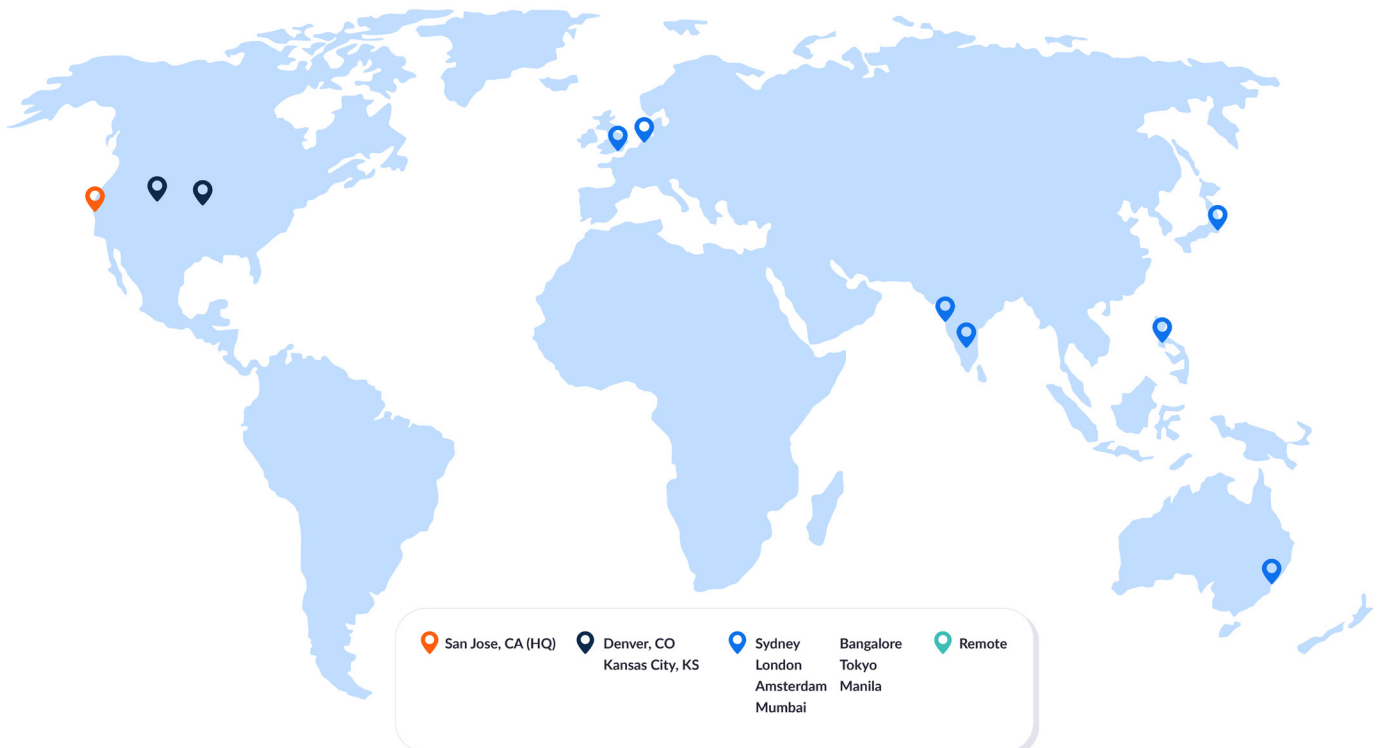 San Jose, CA (HQ)
Denver, CO
Kansas City, KS
Sydney
London
Amsterdam
Mumbai
Bangalore
Tokyo
Manila
Remote